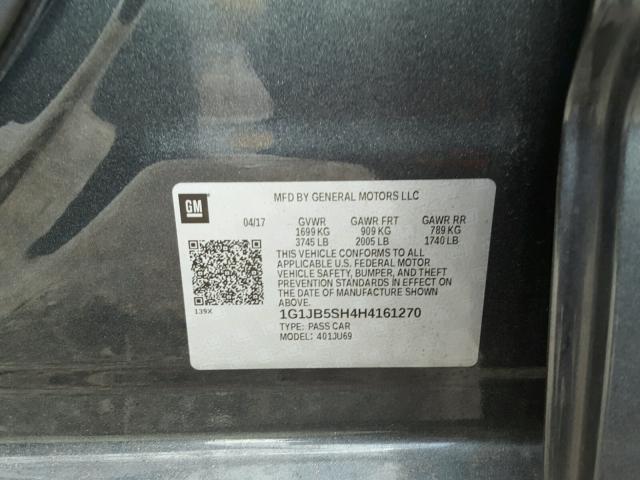 GM
MFD BY GENERAL MOTORS LLC
04/17 GVWR GAWR FRT GAWR RR
1699 KG 909 KG 789 KG
3745 LB 2005 LB 1740 LB
THIS VEHICLE CONFORMS TO ALL
APPLICABLE U.S. FEDERAL MOTOR
VEHICLE SAFETY, BUMPER, AND THEFT
PREVENTION STANDARDS IN EFFECT ON
THE DATE OF MANUFACTURE SHOWN
ABOVE.
139X
1G1JB5SH4H4161270
TYPE: PASS CAR
MODEL: 401JU69